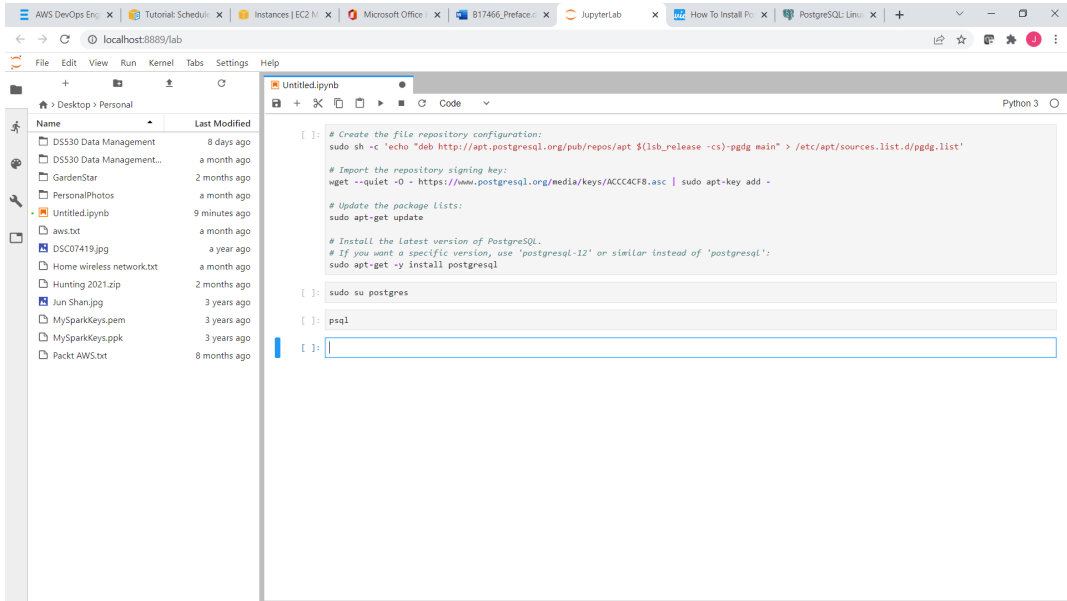 AWS DevOps Eng
Tutorial: Schedule
Instances | EC2 M
Microsoft Office
B17466_Preface.d
JupyterLab
How To Install Po
PostgreSQL: Linu
localhost:8889/lab
J
File Edit View Run Kernel Tabs Settings Help
Untitled.ipynb
> Desktop > Personal
Code
Python 3
Name Last Modified
DS530 Data Management 8 days ago
DS530 Data Management... a month ago
GardenStar 2 months ago
PersonalPhotos a month ago
Untitled.ipynb 9 minutes ago
aws.txt a month ago
DSC07419.jpg a year ago
Home wireless network.txt a month ago
Hunting 2021.zip 2 months ago
Jun Shan.jpg 3 years ago
MySparkKeys.pem 3 years ago
MySparkKeys.ppk 3 years ago
Packt AWS.txt 8 months ago
[ ]: # Create the file repository configuration:
sudo sh -c 'echo "deb http://apt.postgresql.org/pub/repos/apt $(lsb_release -cs)-pgdg main" > /etc/apt/sources.list.d/pgdg.list'
# Import the repository signing key:
wget --quiet -O - https://www.postgresql.org/media/keys/ACCC4CF8.asc | sudo apt-key add -
# Update the package lists:
sudo apt-get update
# Install the latest version of PostgreSQL.
# If you want a specific version, use 'postgresql-12' or similar instead of 'postgresql':
sudo apt-get -y install postgresql
[ ]: sudo su postgres
[ ]: psql
[ ]: